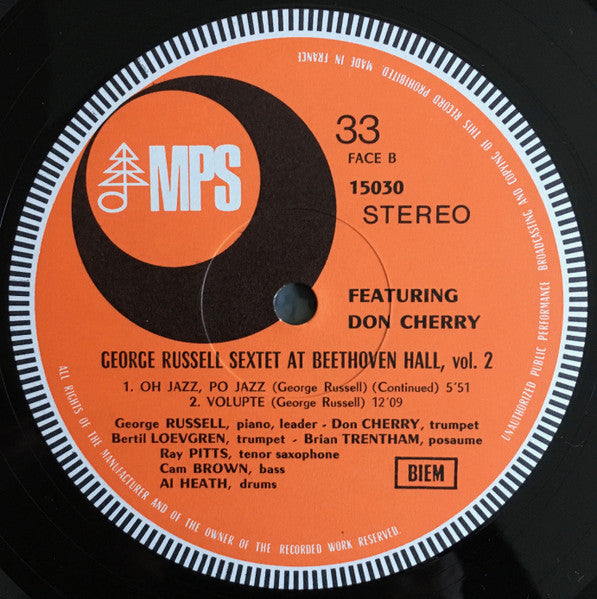 MPS
33
FACE B
15030
STEREO
FEATURING
DON CHERRY
GEORGE RUSSELL SEXTET AT BEETHOVEN HALL, vol. 2
1. OH JAZZ, PO JAZZ (George Russell) (Continued) 5'51
2. VOLUPTE (George Russell) 12'09
George RUSSELL, piano, leader - Don CHERRY, trumpet
Bertil LOEVGREN, trumpet - Brian TRENTHAM, posaume
Ray PITTS, tenor saxophone
Cam BROWN, bass
Al HEATH, drums
BIEM
ALL RIGHTS OF THE MANUFACTURER AND OF THE OWNER OF THE RECORDED WORK RESERVED.
UNAUTHORIZED PUBLIC PERFORMANCE BROADCASTING AND COPYING OF THIS RECORD PROHIBITED. MADE IN FRANCE